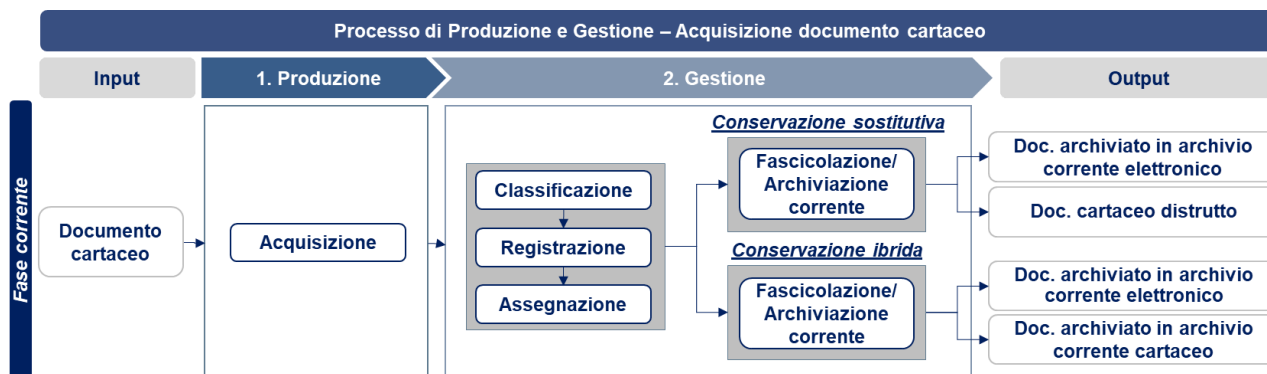 Processo di Produzione e Gestione – Acquisizione documento cartaceo
Input
1. Produzione
2. Gestione
Output
Fase corrente
Documento
cartaceo
Acquisizione
Classificazione
Registrazione
Assegnazione
Conservazione sostitutiva
Fascicolazione/
Archiviazione
corrente
Conservazione ibrida
Fascicolazione/
Archiviazione
corrente
Doc. archiviato in archivio
corrente elettronico
Doc. cartaceo distrutto
Doc. archiviato in archivio
corrente elettronico
Doc. archiviato in archivio
corrente cartaceo